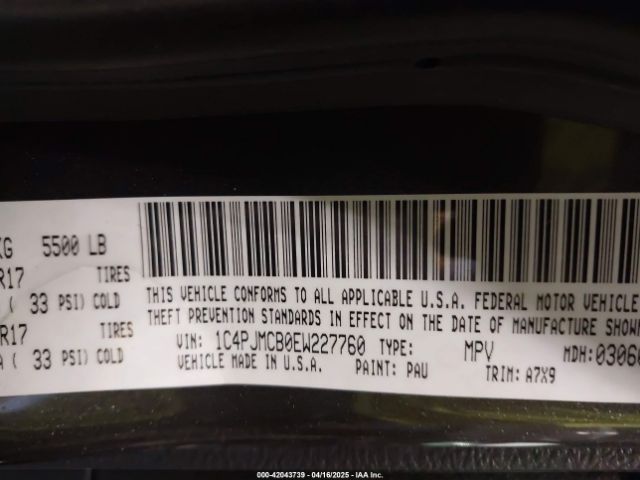 KG 5500 LB
R17 TIRES
( 33 PSI) COLD
R17 TIRES
A ( 33 PSI) COLD
THIS VEHICLE CONFORMS TO ALL APPLICABLE U.S.A. FEDERAL MOTOR VEHICLE
THEFT PREVENTION STANDARDS IN EFFECT ON THE DATE OF MANUFACTURE SHOWN
VIN: 1C4PJMCB0EW227760 TYPE: MPV MDH: 03060
VEHICLE MADE IN U.S.A. PAINT: PAU TRIM: A7X9
000-42043739 - 04/16/2025 - IAA Inc.